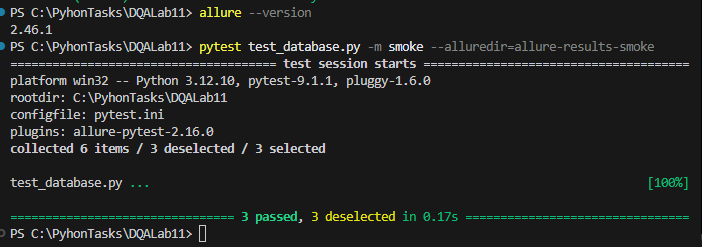 PS C:\PyhonTasks\DQALab11> allure --version
2.46.1
PS C:\PyhonTasks\DQALab11> pytest test_database.py -m smoke --alluredir=allure-results-smoke
===================================== test session starts =====================================
platform win32 -- Python 3.12.10, pytest-9.1.1, pluggy-1.6.0
rootdir: C:\PyhonTasks\DQALab11
configfile: pytest.ini
plugins: allure-pytest-2.16.0
collected 6 items / 3 deselected / 3 selected
test_database.py ... [100%]
=============================== 3 passed, 3 deselected in 0.17s ===============================
PS C:\PyhonTasks\DQALab11>